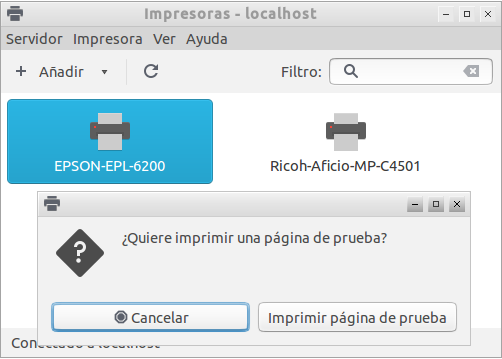 Impresoras - localhost
Servidor Impresora Ver Ayuda
Añadir Filtro:
EPSON-EPL-6200 Ricoh-Aficio-MP-C4501
¿Quiere imprimir una página de prueba?
Cancelar Imprimir página de prueba
Conectado a localhost